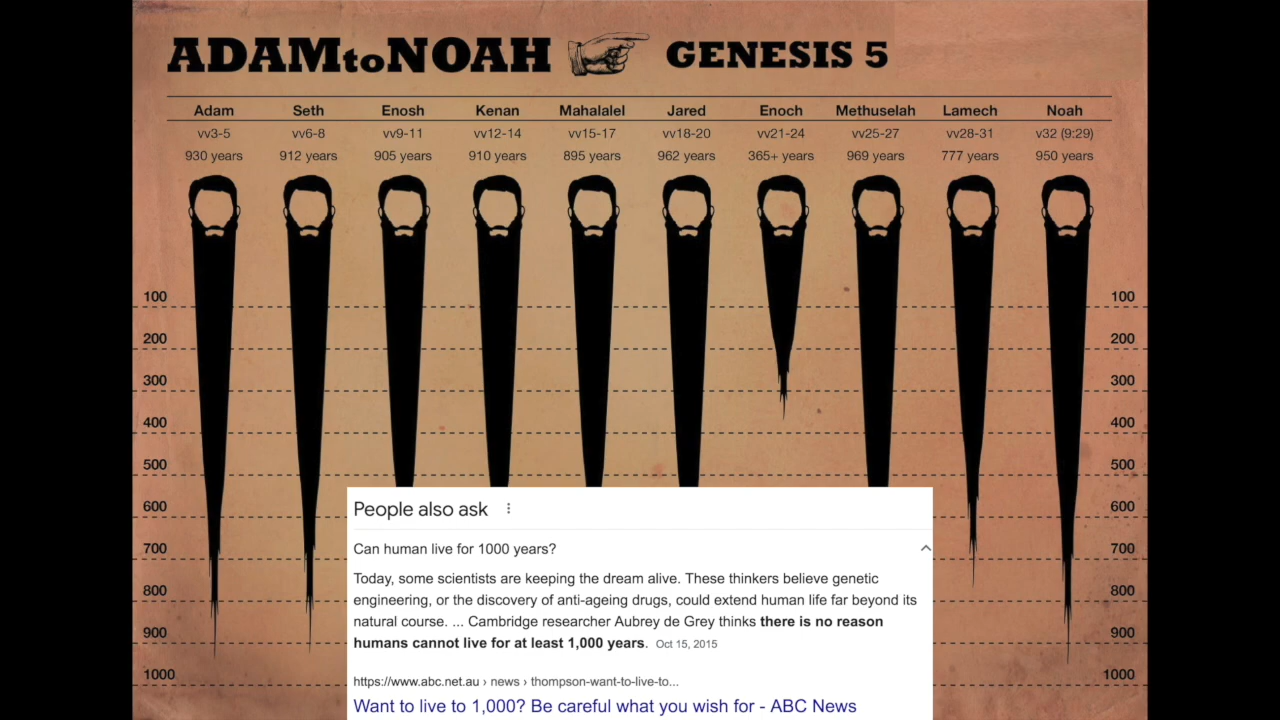 ADAMtoNOAH GENESIS 5
Adam Seth Enosh Kenan Mahalalel Jared Enoch Methuselah Lamech Noah
vv3-5 vv6-8 vv9-11 vv12-14 vv15-17 vv18-20 vv21-24 vv25-27 vv28-31 v32 (9:29)
930 years 912 years 905 years 910 years 895 years 962 years 365+ years 969 years 777 years 950 years
100 100
200 200
300 300
400 400
500 500
600 600
700 700
800 800
900 900
1000 1000
People also ask
Can human live for 1000 years?
Today, some scientists are keeping the dream alive. These thinkers believe genetic
engineering, or the discovery of anti-ageing drugs, could extend human life far beyond its
natural course. ... Cambridge researcher Aubrey de Grey thinks there is no reason
humans cannot live for at least 1,000 years. Oct 15, 2015
https://www.abc.net.au › news › thompson-want-to-live-to...
Want to live to 1,000? Be careful what you wish for - ABC News